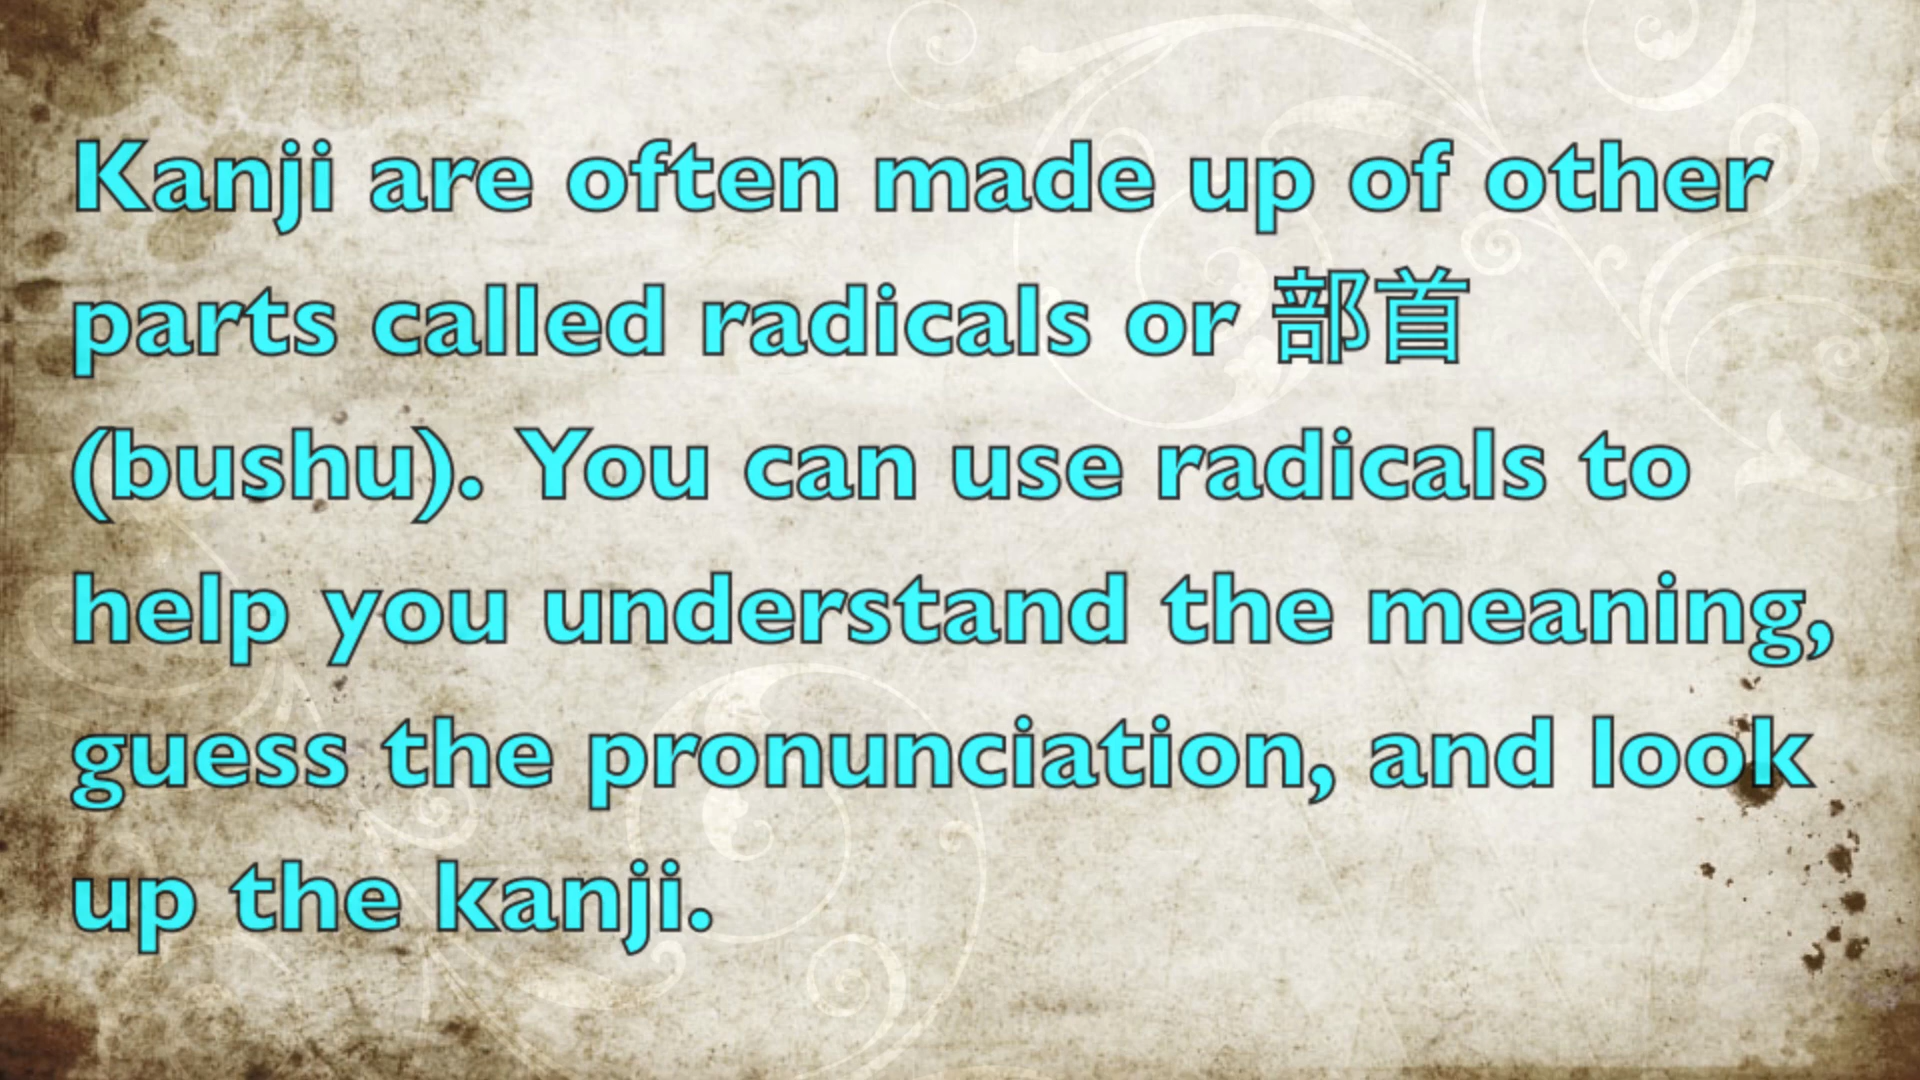 Kanji are often made up of other
parts called radicals or 部首
(bushu). You can use radicals to
help you understand the meaning,
guess the pronunciation, and look
up the kanji.